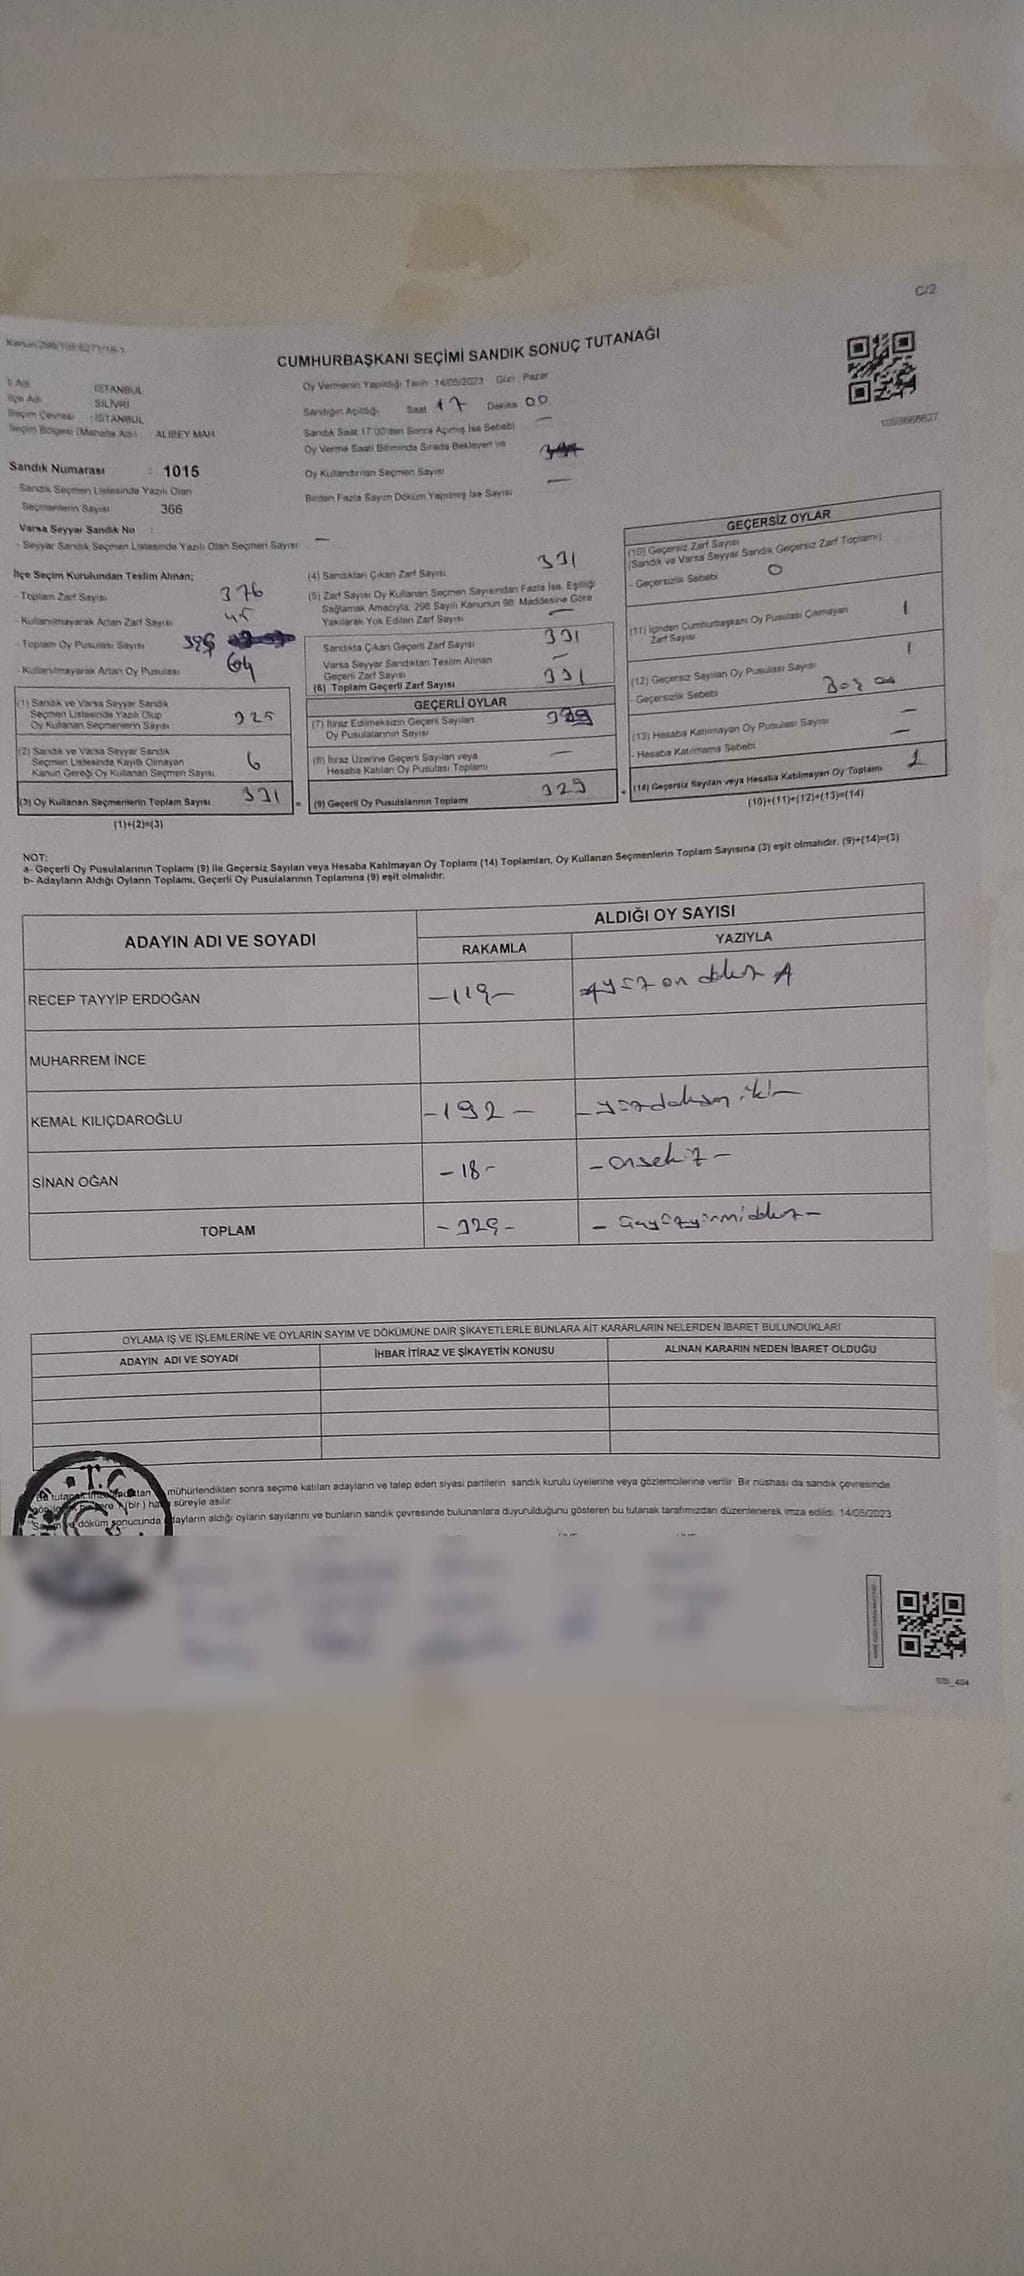 C/2
Kanun:298/105:6271/18-1
CUMHURBAŞKANI SEÇİMİ SANDIK SONUÇ TUTANAĞI
İl Adı : İSTANBUL
İlçe Adı : SİLİVRİ
Seçim Çevresi : İSTANBUL
Seçim Bölgesi (Mahalle Adı) : ALIBEY MAH
Oy Vermenin Yapıldığı Tarih 14/05/2023 Gün : Pazar
Sandığın Açıldığı Saat 17 Dakika 00
Sandık Saat 17:00'den Sonra Açılmış İse Sebebi —
Oy Verme Saati Bitiminde Sırada Bekleyen ve
Oy Kullandırılan Seçmen Sayısı —
Birden Fazla Sayım Döküm Yapılmış İse Sayısı
Sandık Numarası : 1015
- Sandık Seçmen Listesinde Yazılı Olan
Seçmenlerin Sayısı 366
Varsa Seyyar Sandık No :
- Seyyar Sandık Seçmen Listesinde Yazılı Olan Seçmen Sayısı —
İlçe Seçim Kurulundan Teslim Alınan;
- Toplam Zarf Sayısı 376
- Kullanılmayarak Artan Zarf Sayısı 45
- Toplam Oy Pusulası Sayısı 395
- Kullanılmayarak Artan Oy Pusulası 64
(1) Sandık ve Varsa Seyyar Sandık
Seçmen Listesinde Yazılı Olup
Oy Kullanan Seçmenlerin Sayısı 325
(2) Sandık ve Varsa Seyyar Sandık
Seçmen Listesinde Kayıtlı Olmayan
Kanun Gereği Oy Kullanan Seçmen Sayısı 6
(3) Oy Kullanan Seçmenlerin Toplam Sayısı 331
(1)+(2)=(3)
(4) Sandıktan Çıkan Zarf Sayısı 331
(5) Zarf Sayısı Oy Kullanan Seçmen Sayısından Fazla İse, Eşitliği
Sağlamak Amacıyla, 298 Sayılı Kanunun 98. Maddesine Göre
Yakılarak Yok Edilen Zarf Sayısı —
Sandıkta Çıkan Geçerli Zarf Sayısı 331
Varsa Seyyar Sandıktan Teslim Alınan
Geçerli Zarf Sayısı —
(6) Toplam Geçerli Zarf Sayısı 331
GEÇERLİ OYLAR
(7) İtiraz Edilmeksizin Geçerli Sayılan
Oy Pusulalarının Sayısı 329
(8) İtiraz Üzerine Geçerli Sayılan veya
Hesaba Katılan Oy Pusulası Toplamı —
= (9) Geçerli Oy Pusulalarının Toplamı 329
GEÇERSİZ OYLAR
(10) Geçersiz Zarf Sayısı
(Sandık ve Varsa Seyyar Sandık Geçersiz Zarf Toplamı)
- Geçersizlik Sebebi 0
(11) İçinden Cumhurbaşkanı Oy Pusulası Çıkmayan
Zarf Sayısı 1
(12) Geçersiz Sayılan Oy Pusulası Sayısı 1
- Geçersizlik Sebebi Boş
(13) Hesaba Katılmayan Oy Pusulası Sayısı —
- Hesaba Katılmama Sebebi —
+ (14) Geçersiz Sayılan veya Hesaba Katılmayan Oy Toplamı 2
(10)+(11)+(12)+(13)=(14)
NOT:
a- Geçerli Oy Pusulalarının Toplamı (9) ile Geçersiz Sayılan veya Hesaba Katılmayan Oy Toplamı (14) Toplamları, Oy Kullanan Seçmenlerin Toplam Sayısına (3) eşit olmalıdır. (9)+(14)=(3)
b- Adayların Aldığı Oyların Toplamı, Geçerli Oy Pusulalarının Toplamına (9) eşit olmalıdır.
ADAYIN ADI VE SOYADI
ALDIĞI OY SAYISI
RAKAMLA YAZIYLA
RECEP TAYYİP ERDOĞAN -119- yüz on dokuz
MUHARREM İNCE
KEMAL KILIÇDAROĞLU -192- -yüzdoksan iki-
SİNAN OĞAN -18- -onsekiz-
TOPLAM -329- -üçyüzyirmidokuz-
OYLAMA İŞ VE İŞLEMLERİNE VE OYLARIN SAYIM VE DÖKÜMÜNE DAİR ŞİKAYETLERLE BUNLARA AİT KARARLARIN NELERDEN İBARET BULUNDUKLARI
ADAYIN ADI VE SOYADI İHBAR İTİRAZ VE ŞİKAYETİN KONUSU ALINAN KARARIN NEDEN İBARET OLDUĞU
T.C.
mühürlendikten sonra seçime katılan adayların ve talep eden siyasi partilerin sandık kurulu üyelerine veya gözlemcilerine verilir. Bir nüshası da sandık çevresinde
(bir) hafta süreyle asılır.
döküm sonucunda adayların aldığı oyların sayılarını ve bunların sandık çevresinde bulunanlara duyurulduğunu gösteren bu tutanak tarafımızdan düzenlenerek imza edildi. 14/05/2023